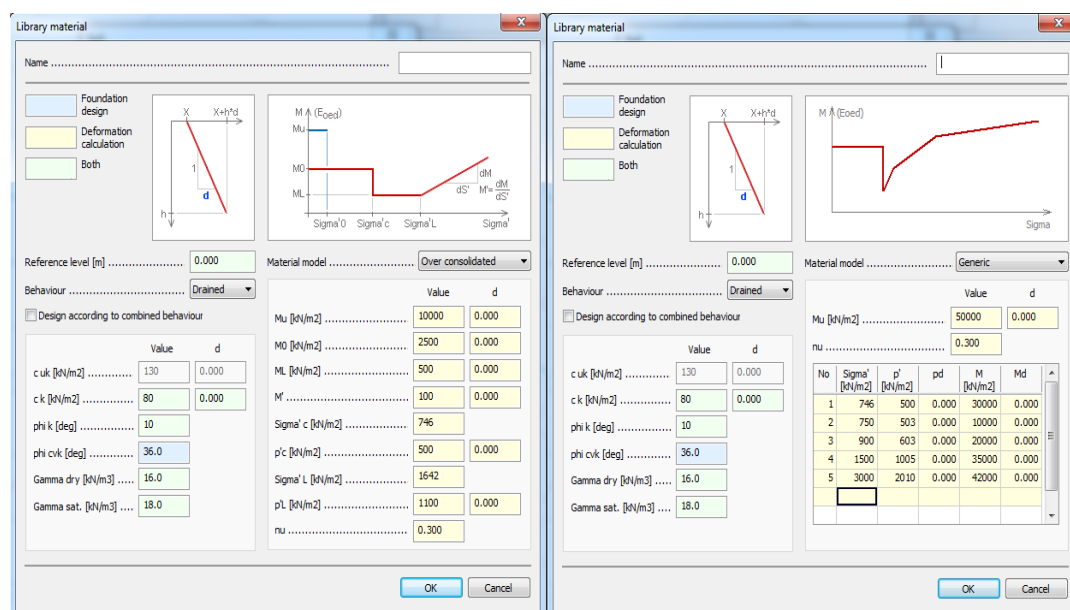 Library material
x
Name
Foundation
design
Deformation
calculation
Both
X X+h*d
1
d
h
M (Eoed)
Mu
M0
ML
dM
dS' M'= dM
dS'
Sigma'0 Sigma'c Sigma'L Sigma'
Reference level [m] 0.000
Behaviour Drained
Design according to combined behaviour
Value d
c uk [kN/m2] 130 0.000
c k [kN/m2] 80 0.000
phi k [deg] 10
phi cvk [deg] 36.0
Gamma dry [kN/m3] 16.0
Gamma sat. [kN/m3] 18.0
Material model Over consolidated
Value d
Mu [kN/m2] 10000 0.000
M0 [kN/m2] 2500 0.000
ML [kN/m2] 500 0.000
M' 100 0.000
Sigma' c [kN/m2] 746
p'c [kN/m2] 500 0.000
Sigma' L [kN/m2] 1642
p'L [kN/m2] 1100 0.000
nu 0.300
OK Cancel
Library material
x
Name
Foundation
design
Deformation
calculation
Both
X X+h*d
1
d
h
M (Eoed)
Sigma
Reference level [m] 0.000
Behaviour Drained
Design according to combined behaviour
Value d
c uk [kN/m2] 130 0.000
c k [kN/m2] 80 0.000
phi k [deg] 10
phi cvk [deg] 36.0
Gamma dry [kN/m3] 16.0
Gamma sat. [kN/m3] 18.0
Material model Generic
Value d
Mu [kN/m2] 50000 0.000
nu 0.300
No Sigma' p' pd M Md
[kN/m2] [kN/m2] [kN/m2]
1 746 500 0.000 30000 0.000
2 750 503 0.000 10000 0.000
3 900 603 0.000 20000 0.000
4 1500 1005 0.000 35000 0.000
5 3000 2010 0.000 42000 0.000
OK Cancel